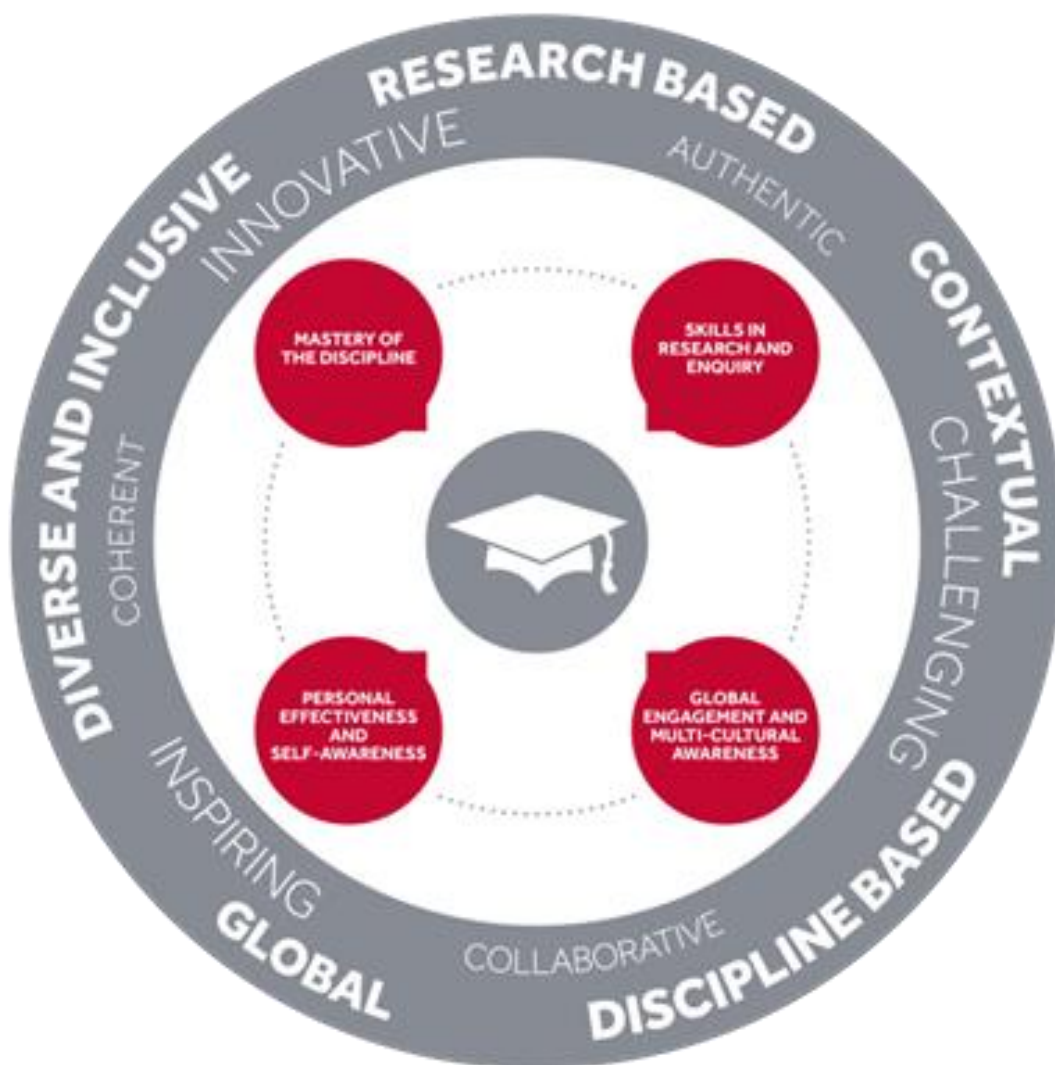 RESEARCH BASED
INNOVATIVE
AUTHENTIC
CONTEXTUAL
CHALLENGING
DIVERSE AND INCLUSIVE
COHERENT
MASTERY OF
THE DISCIPLINE
SKILLS IN
RESEARCH AND
ENQUIRY
PERSONAL
EFFECTIVENESS
AND
SELF-AWARENESS
GLOBAL
ENGAGEMENT AND
MULTI-CULTURAL
AWARENESS
INSPIRING
GLOBAL
COLLABORATIVE
DISCIPLINE BASED